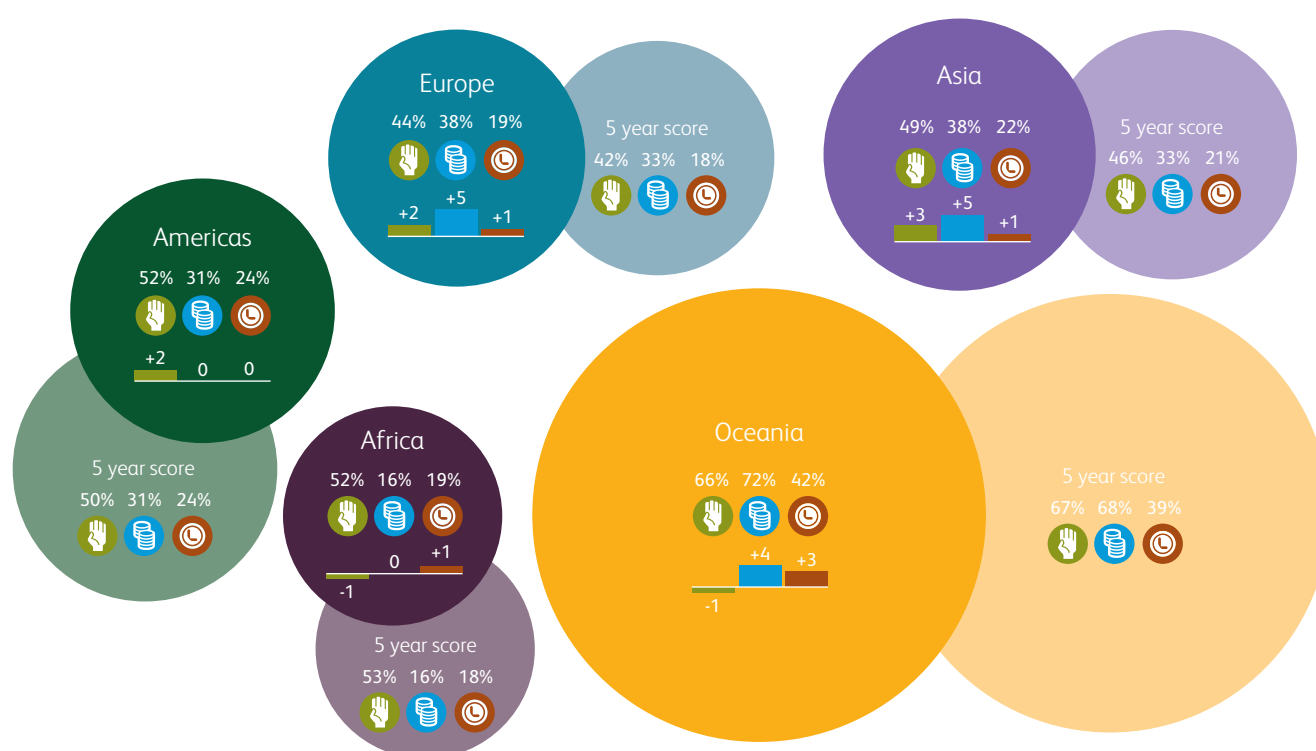 Europe
44% 38% 19%
+2 +5 +1
5 year score
42% 33% 18%
Asia
49% 38% 22%
+3 +5 +1
5 year score
46% 33% 21%
Americas
52% 31% 24%
+2 0 0
5 year score
50% 31% 24%
Africa
52% 16% 19%
-1 0 +1
5 year score
53% 16% 18%
Oceania
66% 72% 42%
-1 +4 +3
5 year score
67% 68% 39%